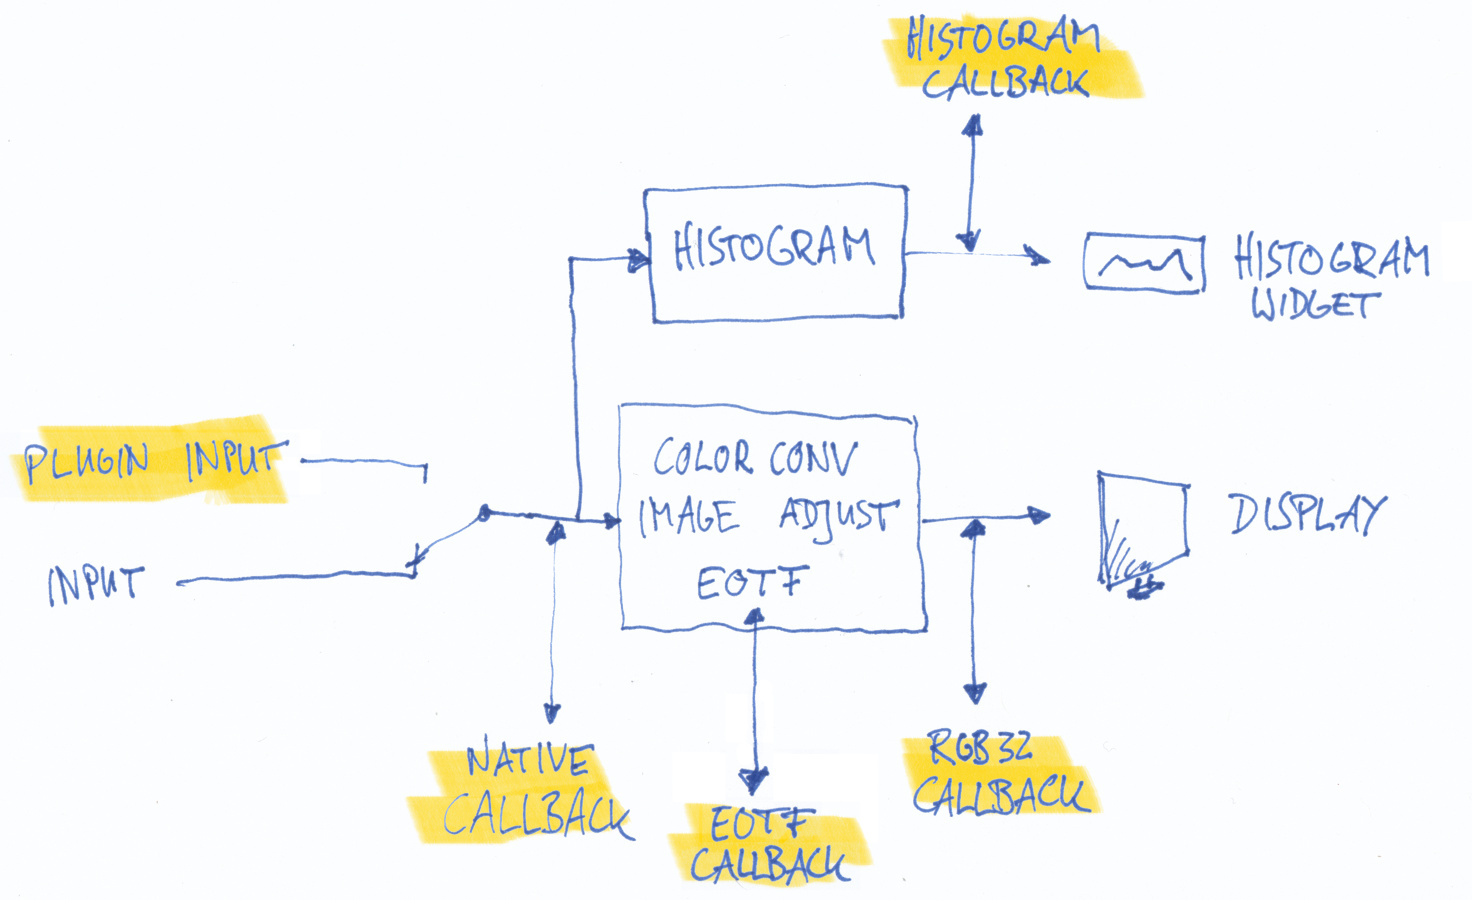 HISTOGRAM
CALLBACK
HISTOGRAM
HISTOGRAM
WIDGET
PLUGIN INPUT
INPUT
COLOR CONV
IMAGE ADJUST
EOTF
DISPLAY
NATIVE
CALLBACK
EOTF
CALLBACK
RGB32
CALLBACK